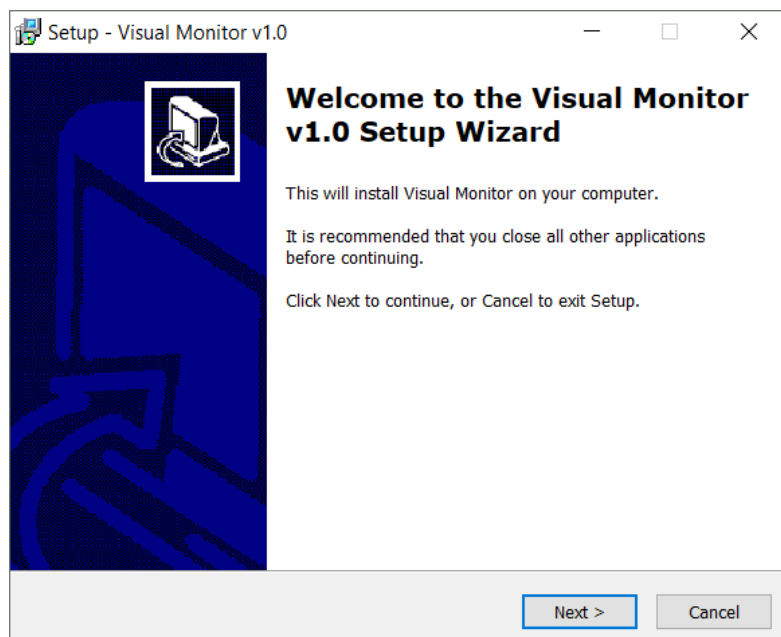 Setup - Visual Monitor v1.0
Welcome to the Visual Monitor
v1.0 Setup Wizard
This will install Visual Monitor on your computer.
It is recommended that you close all other applications
before continuing.
Click Next to continue, or Cancel to exit Setup.
Next >
Cancel